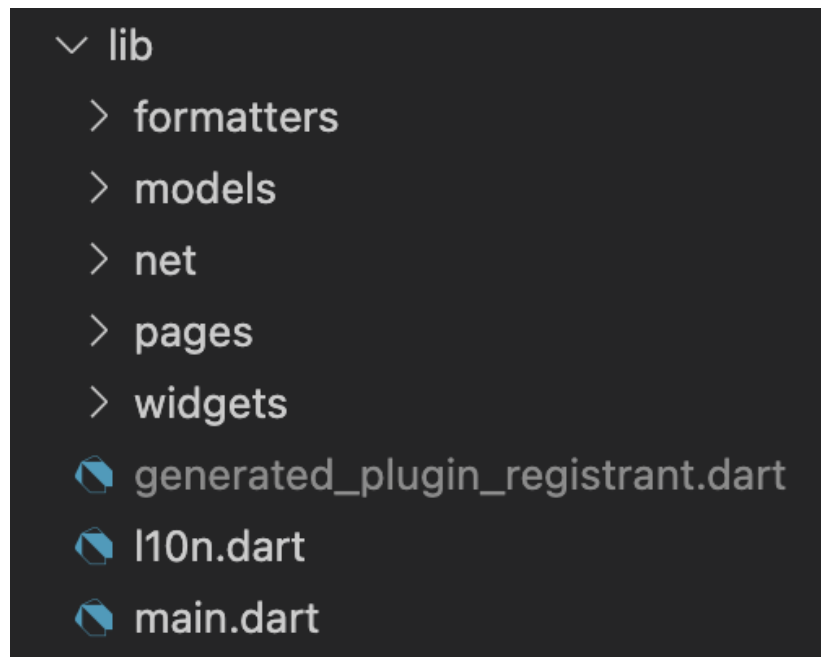 lib
formatters
models
net
pages
widgets
generated_plugin_registrant.dart
l10n.dart
main.dart